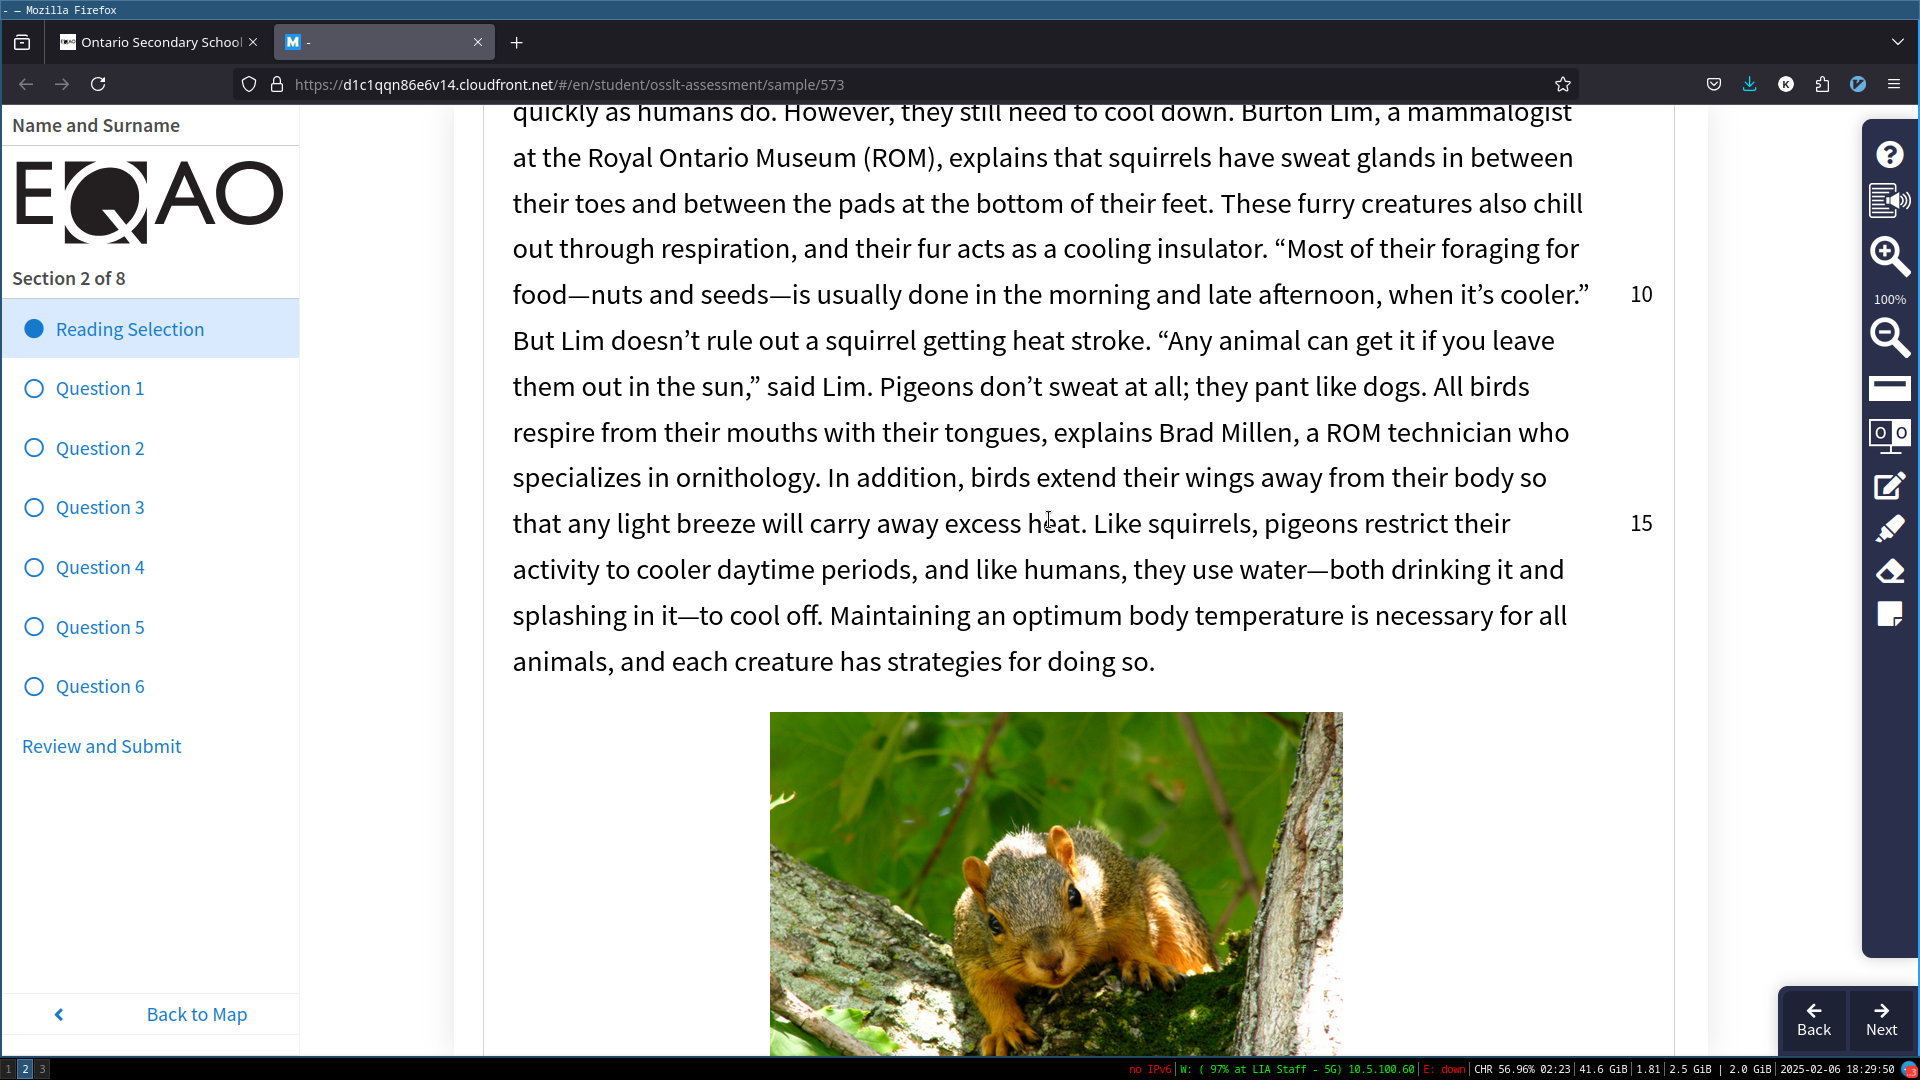 - — Mozilla Firefox
Ontario Secondary School
M -
https://d1c1qqn86e6v14.cloudfront.net/#/en/student/osslt-assessment/sample/573
Name and Surname
EQAO
Section 2 of 8
Reading Selection
Question 1
Question 2
Question 3
Question 4
Question 5
Question 6
Review and Submit
Back to Map
quickly as humans do. However, they still need to cool down. Burton Lim, a mammalogist
at the Royal Ontario Museum (ROM), explains that squirrels have sweat glands in between
their toes and between the pads at the bottom of their feet. These furry creatures also chill
out through respiration, and their fur acts as a cooling insulator. “Most of their foraging for
food—nuts and seeds—is usually done in the morning and late afternoon, when it’s cooler.” 10
But Lim doesn’t rule out a squirrel getting heat stroke. “Any animal can get it if you leave
them out in the sun,” said Lim. Pigeons don’t sweat at all; they pant like dogs. All birds
respire from their mouths with their tongues, explains Brad Millen, a ROM technician who
specializes in ornithology. In addition, birds extend their wings away from their body so
that any light breeze will carry away excess heat. Like squirrels, pigeons restrict their 15
activity to cooler daytime periods, and like humans, they use water—both drinking it and
splashing in it—to cool off. Maintaining an optimum body temperature is necessary for all
animals, and each creature has strategies for doing so.
?
100%
O O
Back
Next
1 2 3
no IPv6|W: ( 97% at LIA Staff - 5G) 10.5.100.60|E: down|CHR 56.96% 02:23|41.6 GiB|1.81|2.5 GiB | 2.0 GiB|2025-02-06 18:29:50